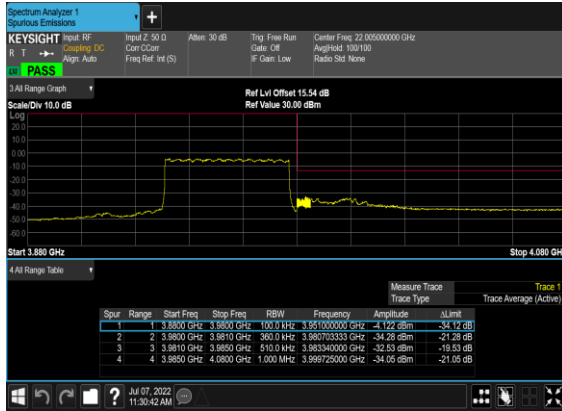 Spectrum Analyzer 1
Spurious Emissions
KEYSIGHT Input: RF Input Z: 50 Ω Atten: 30 dB Trig: Free Run Center Freq: 22.005000000 GHz
R T Coupling: DC Corr CCorr Gate: Off Avg|Hold: 100/100
Align: Auto Freq Ref: Int (S) IF Gain: Low Radio Std: None
PASS
3 All Range Graph
Ref Lvl Offset 15.54 dB
Scale/Div 10.0 dB Ref Value 30.00 dBm
Log
20.0
10.0
0.00
-10.0
-20.0
-30.0
-40.0
-50.0
-60.0
Start 3.880 GHz Stop 4.080 GH
4 All Range Table
Measure Trace Trace 1
Trace Type Trace Average (Active)
Spur Range Start Freq Stop Freq RBW Frequency Amplitude ΔLimit
1 1 3.8800 GHz 3.9800 GHz 100.0 kHz 3.951000000 GHz -4.122 dBm -34.12 dB
2 2 3.9800 GHz 3.9810 GHz 360.0 kHz 3.980703333 GHz -34.28 dBm -21.28 dB
3 3 3.9810 GHz 3.9850 GHz 510.0 kHz 3.983340000 GHz -32.53 dBm -19.53 dB
4 4 3.9850 GHz 4.0800 GHz 1.000 MHz 3.999725000 GHz -34.05 dBm -21.05 dB
Jul 07, 2022
11:30:42 AM